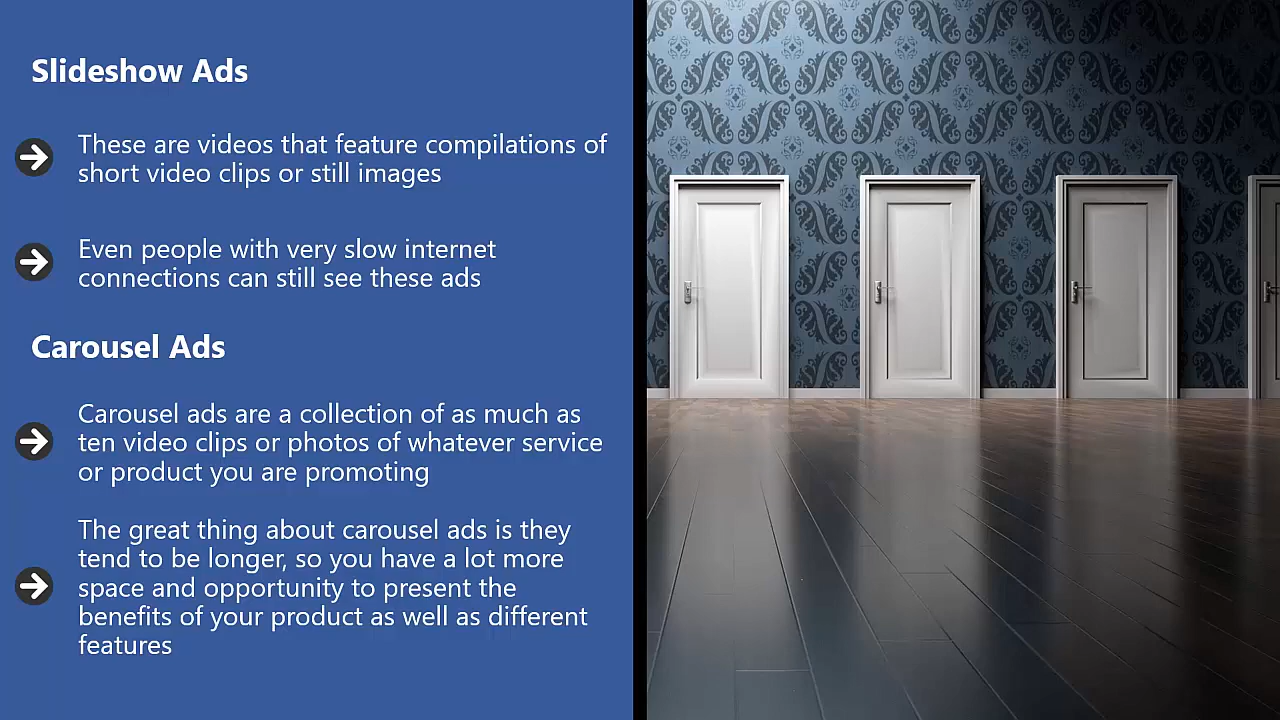 Slideshow Ads
These are videos that feature compilations of
short video clips or still images
Even people with very slow internet
connections can still see these ads
Carousel Ads
Carousel ads are a collection of as much as
ten video clips or photos of whatever service
or product you are promoting
The great thing about carousel ads is they
tend to be longer, so you have a lot more
space and opportunity to present the
benefits of your product as well as different
features